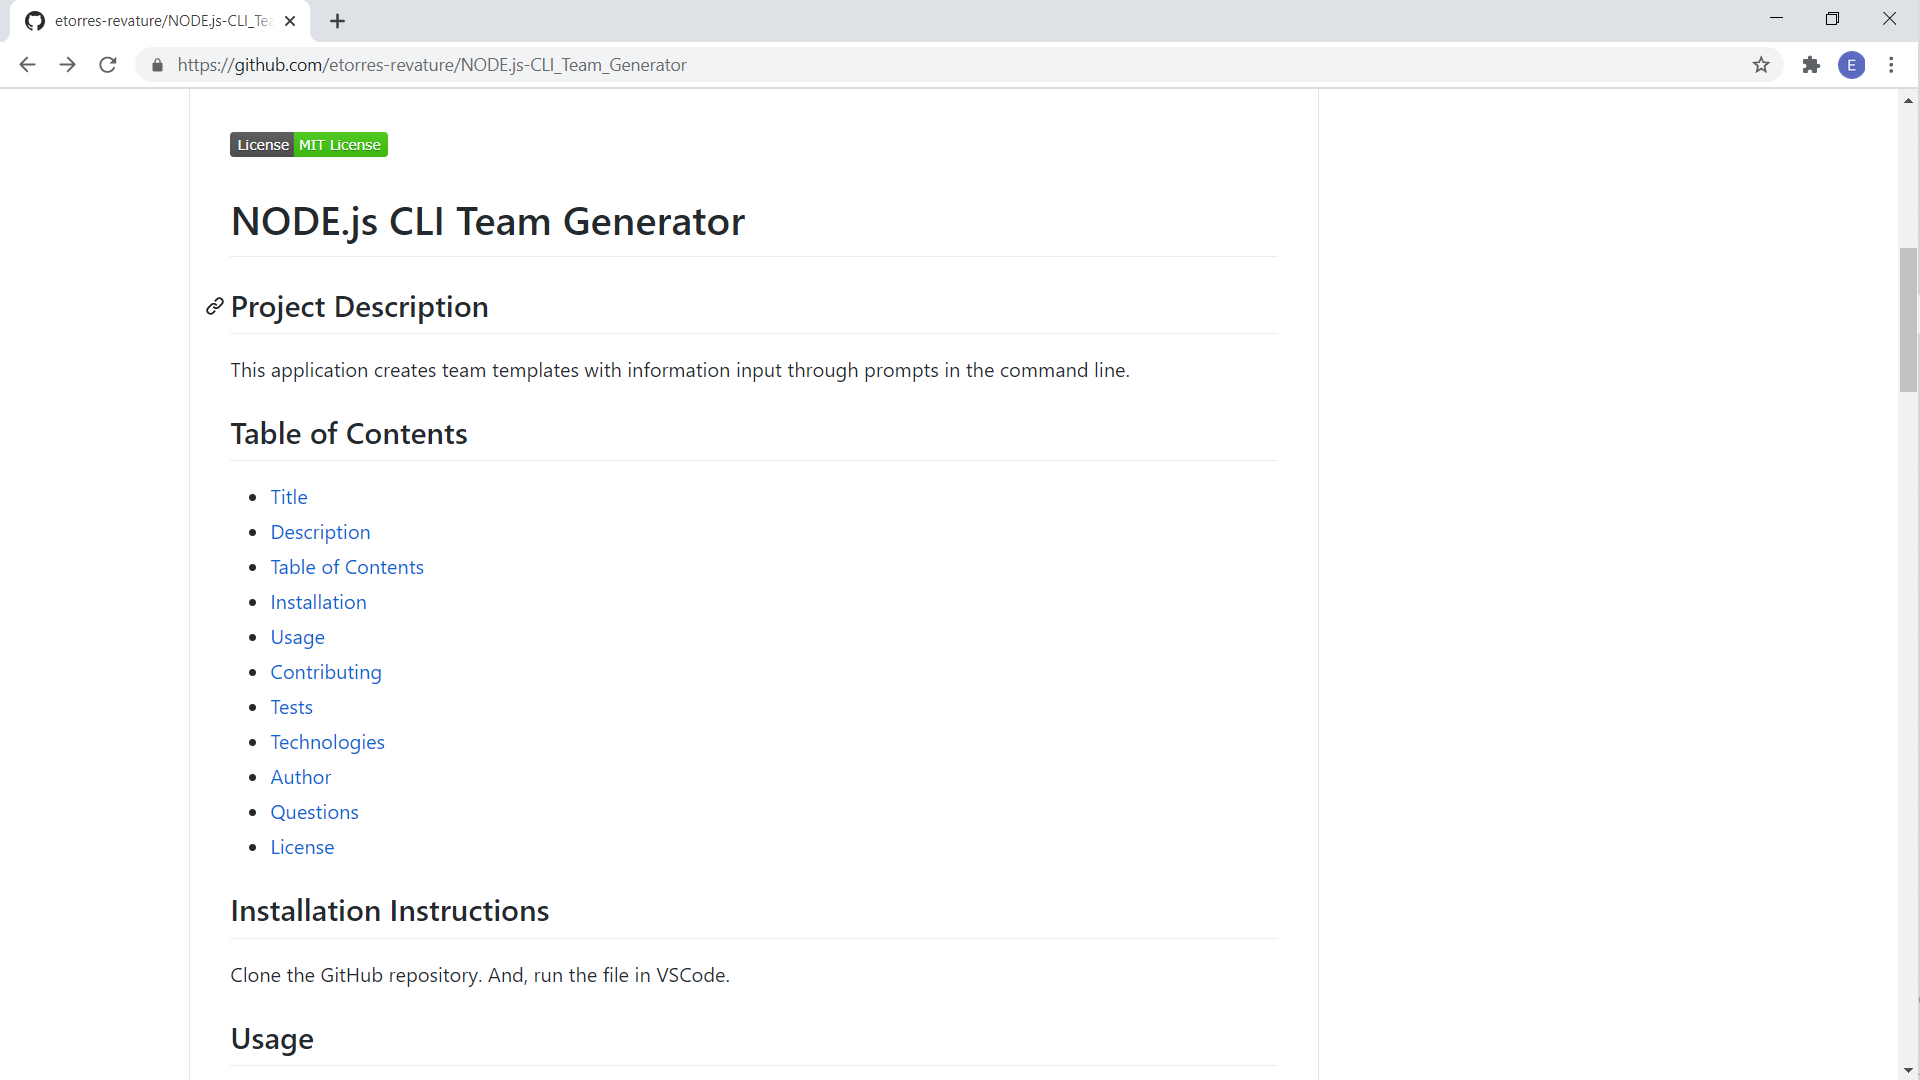 etorres-revature/NODE.js-CLI_Tea
https://github.com/etorres-revature/NODE.js-CLI_Team_Generator
E
License MIT License
NODE.js CLI Team Generator
Project Description
This application creates team templates with information input through prompts in the command line.
Table of Contents
Title
Description
Table of Contents
Installation
Usage
Contributing
Tests
Technologies
Author
Questions
License
Installation Instructions
Clone the GitHub repository. And, run the file in VSCode.
Usage